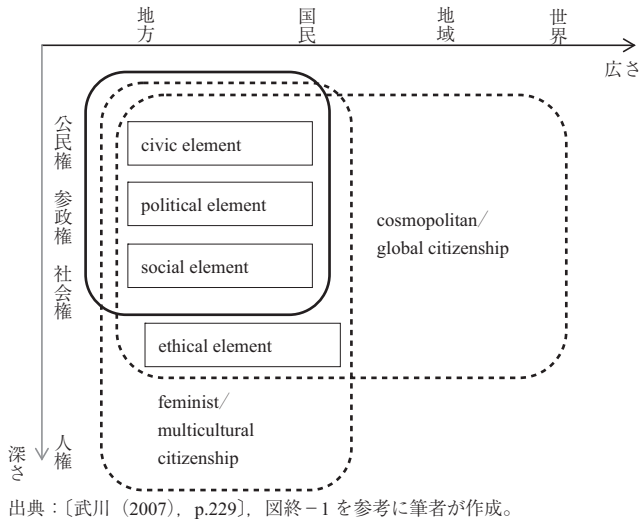 地方
国民
地域
世界
広さ
公民権
参政権
社会権
人権
深さ
civic element
political element
social element
ethical element
cosmopolitan/
global citizenship
feminist/
multicultural
citizenship
出典：〔武川（2007），p.229〕，図終－1 を参考に筆者が作成。